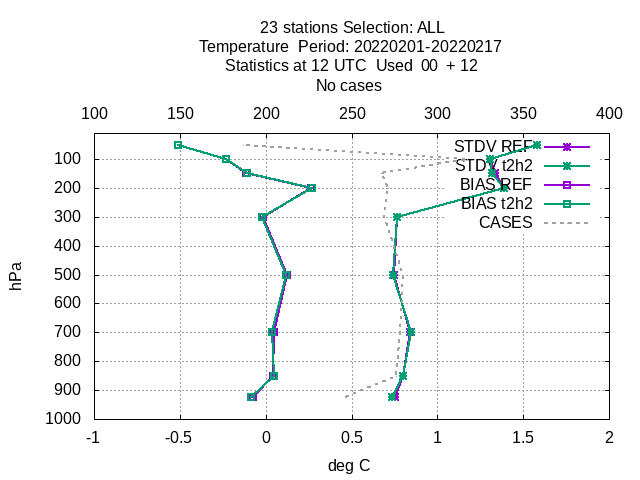 23 stations Selection: ALL
Temperature  Period: 20220201-20220217
Statistics at 12 UTC  Used  00  + 12
No cases
100 150 200 250 300 350 400
STDV REF
STDV t2h2
BIAS REF
BIAS t2h2
CASES
hPa
100
200
300
400
500
600
700
800
900
1000
-1 -0.5 0 0.5 1 1.5 2
deg C